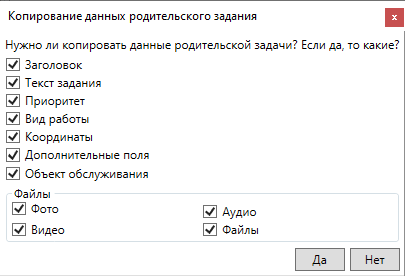 Копирование данных родительского задания
x
Нужно ли копировать данные родительской задачи? Если да, то какие?
Заголовок
Текст задания
Приоритет
Вид работы
Координаты
Дополнительные поля
Объект обслуживания
Файлы
Фото
Аудио
Видео
Файлы
Да
Нет